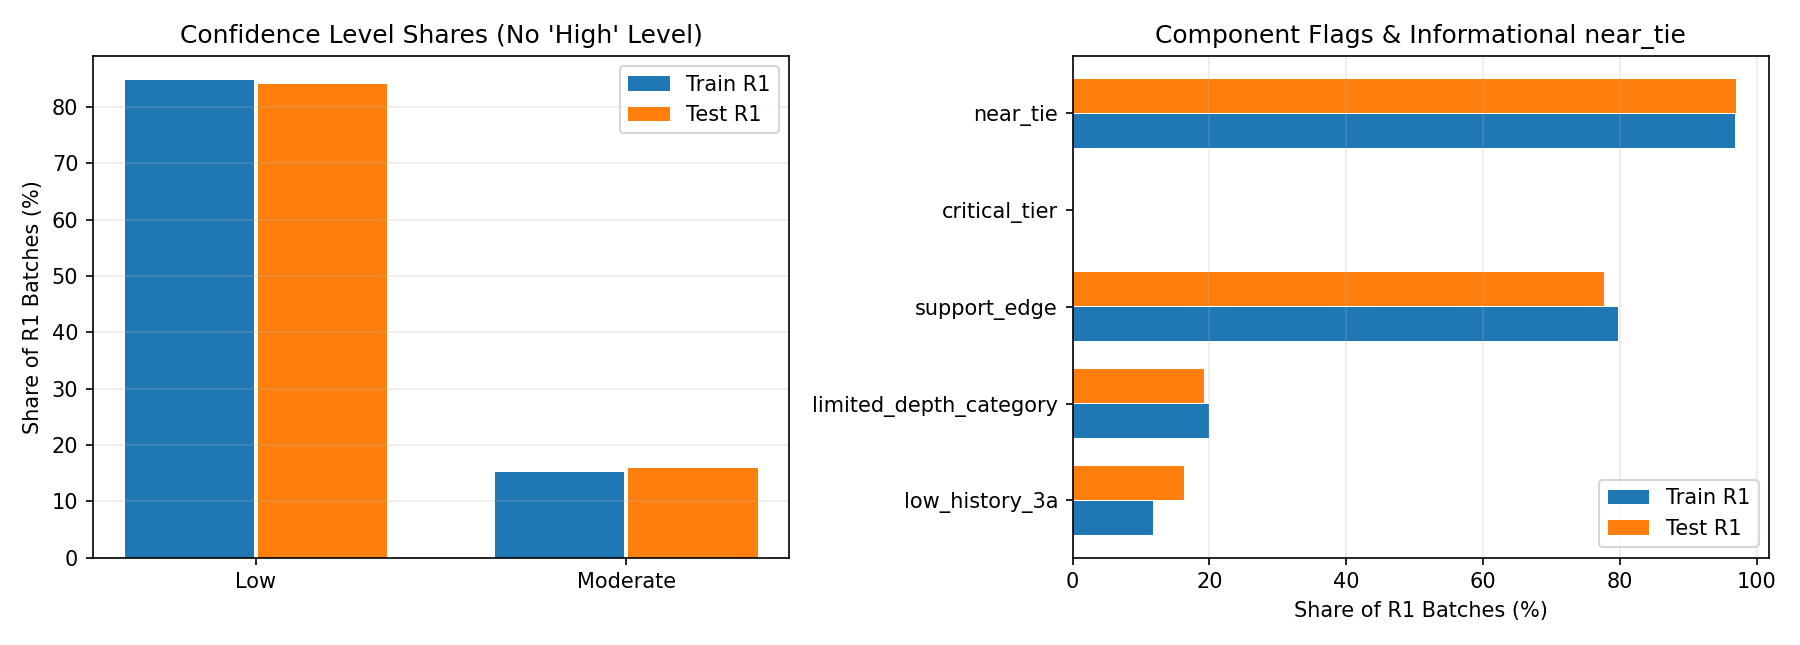 Confidence Level Shares (No 'High' Level)
Train R1
Test R1
Share of R1 Batches (%)
80
70
60
50
40
30
20
10
0
Low
Moderate
Component Flags & Informational near_tie
near_tie
critical_tier
support_edge
limited_depth_category
low_history_3a
Train R1
Test R1
0
20
40
60
80
100
Share of R1 Batches (%)